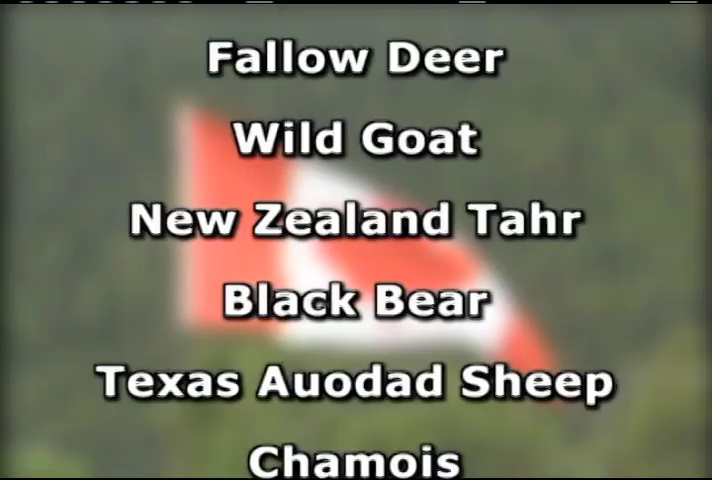 Fallow Deer
Wild Goat
New Zealand Tahr
Black Bear
Texas Auodad Sheep
Chamois